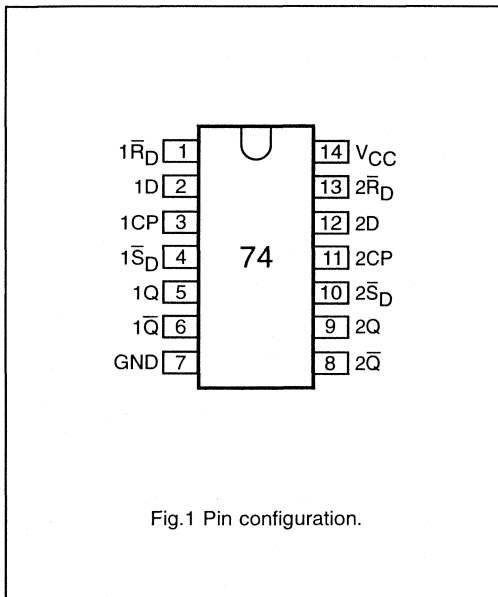 1R̅D 1 14 VCC
1D 2 13 2R̅D
1CP 3 12 2D
1S̅D 4 74 11 2CP
1Q 5 10 2S̅D
1Q̅ 6 9 2Q
GND 7 8 2Q̅
Fig.1 Pin configuration.